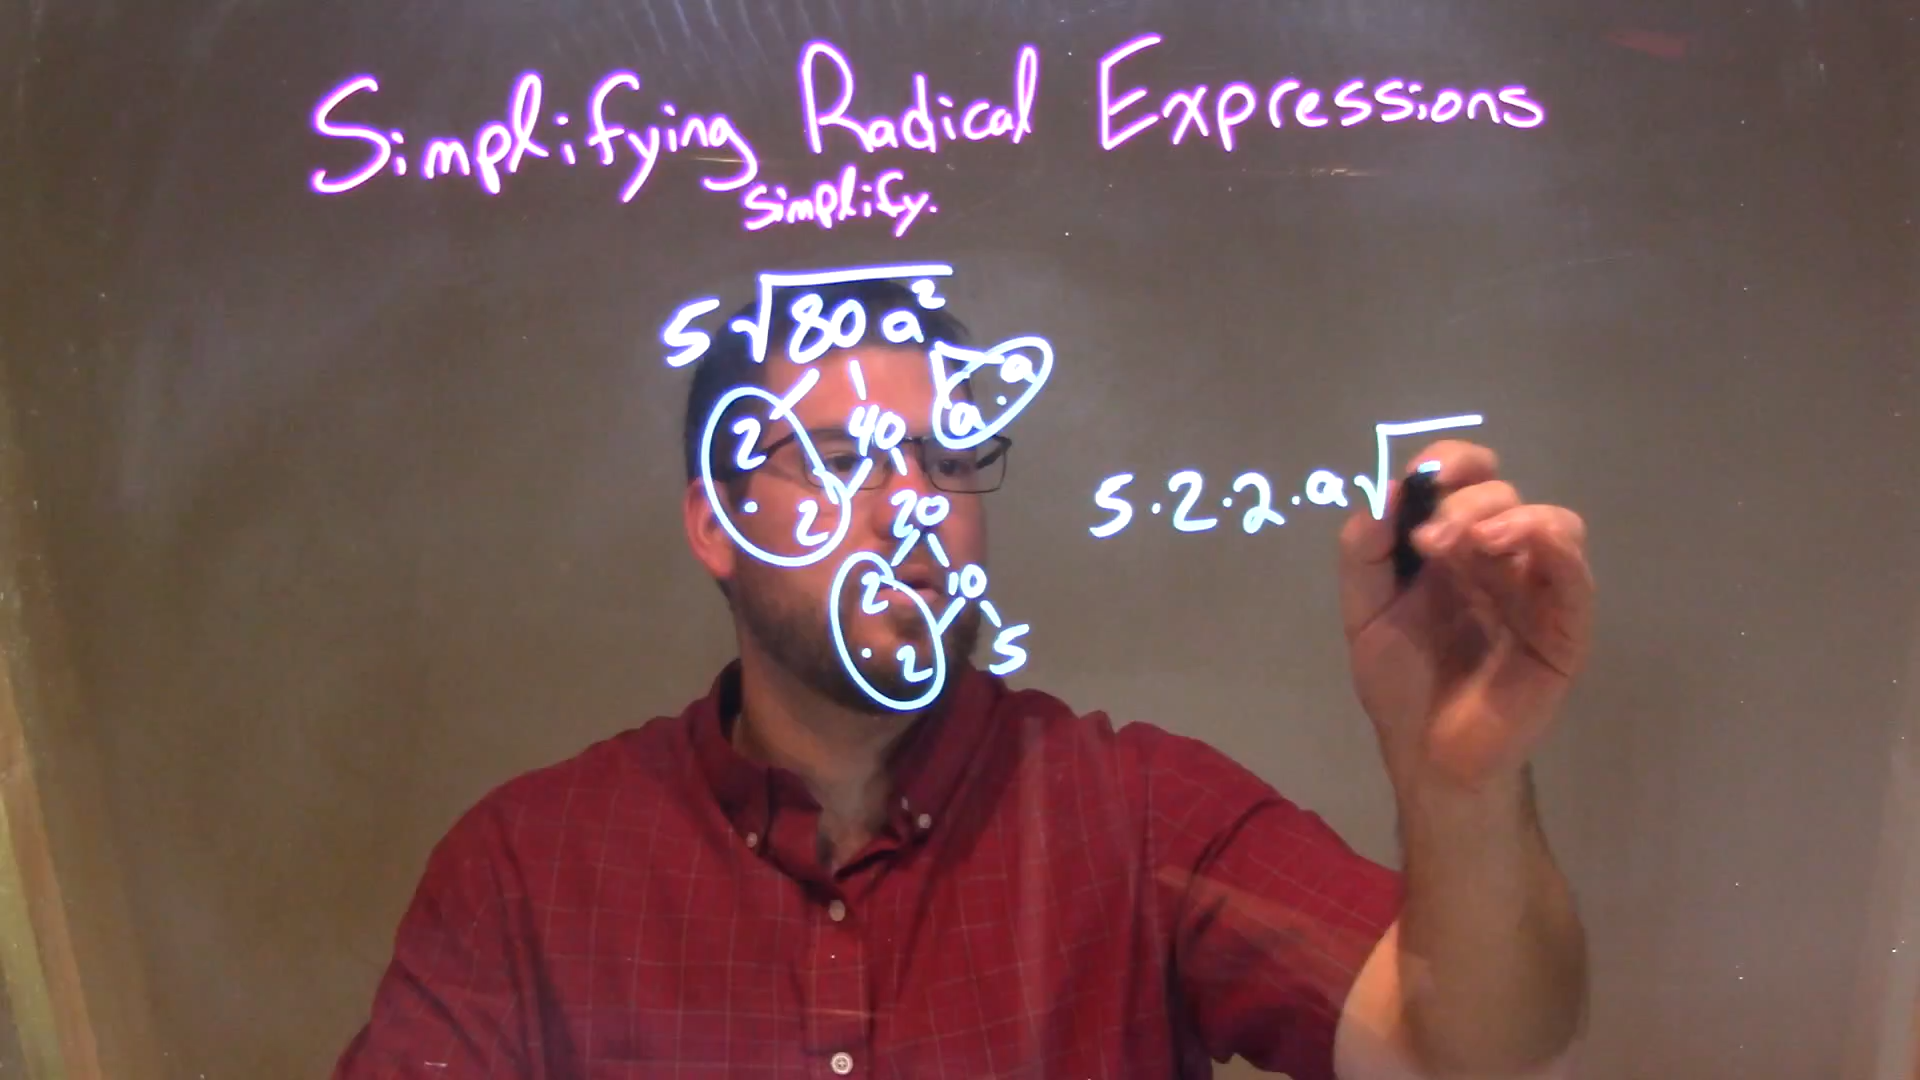 Simplifying Radical Expressions
Simplify.
5√80a²
2 40 a · a
· 2 20
2 10
· 2 5
5·2·2·a√